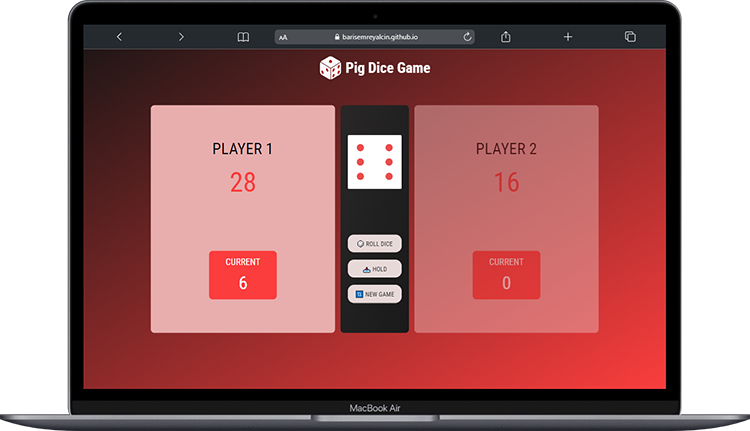 AA
barisemreyalcin.github.io
Pig Dice Game
PLAYER 1
28
CURRENT
6
ROLL DICE
HOLD
NEW GAME
PLAYER 2
16
CURRENT
0
MacBook Air